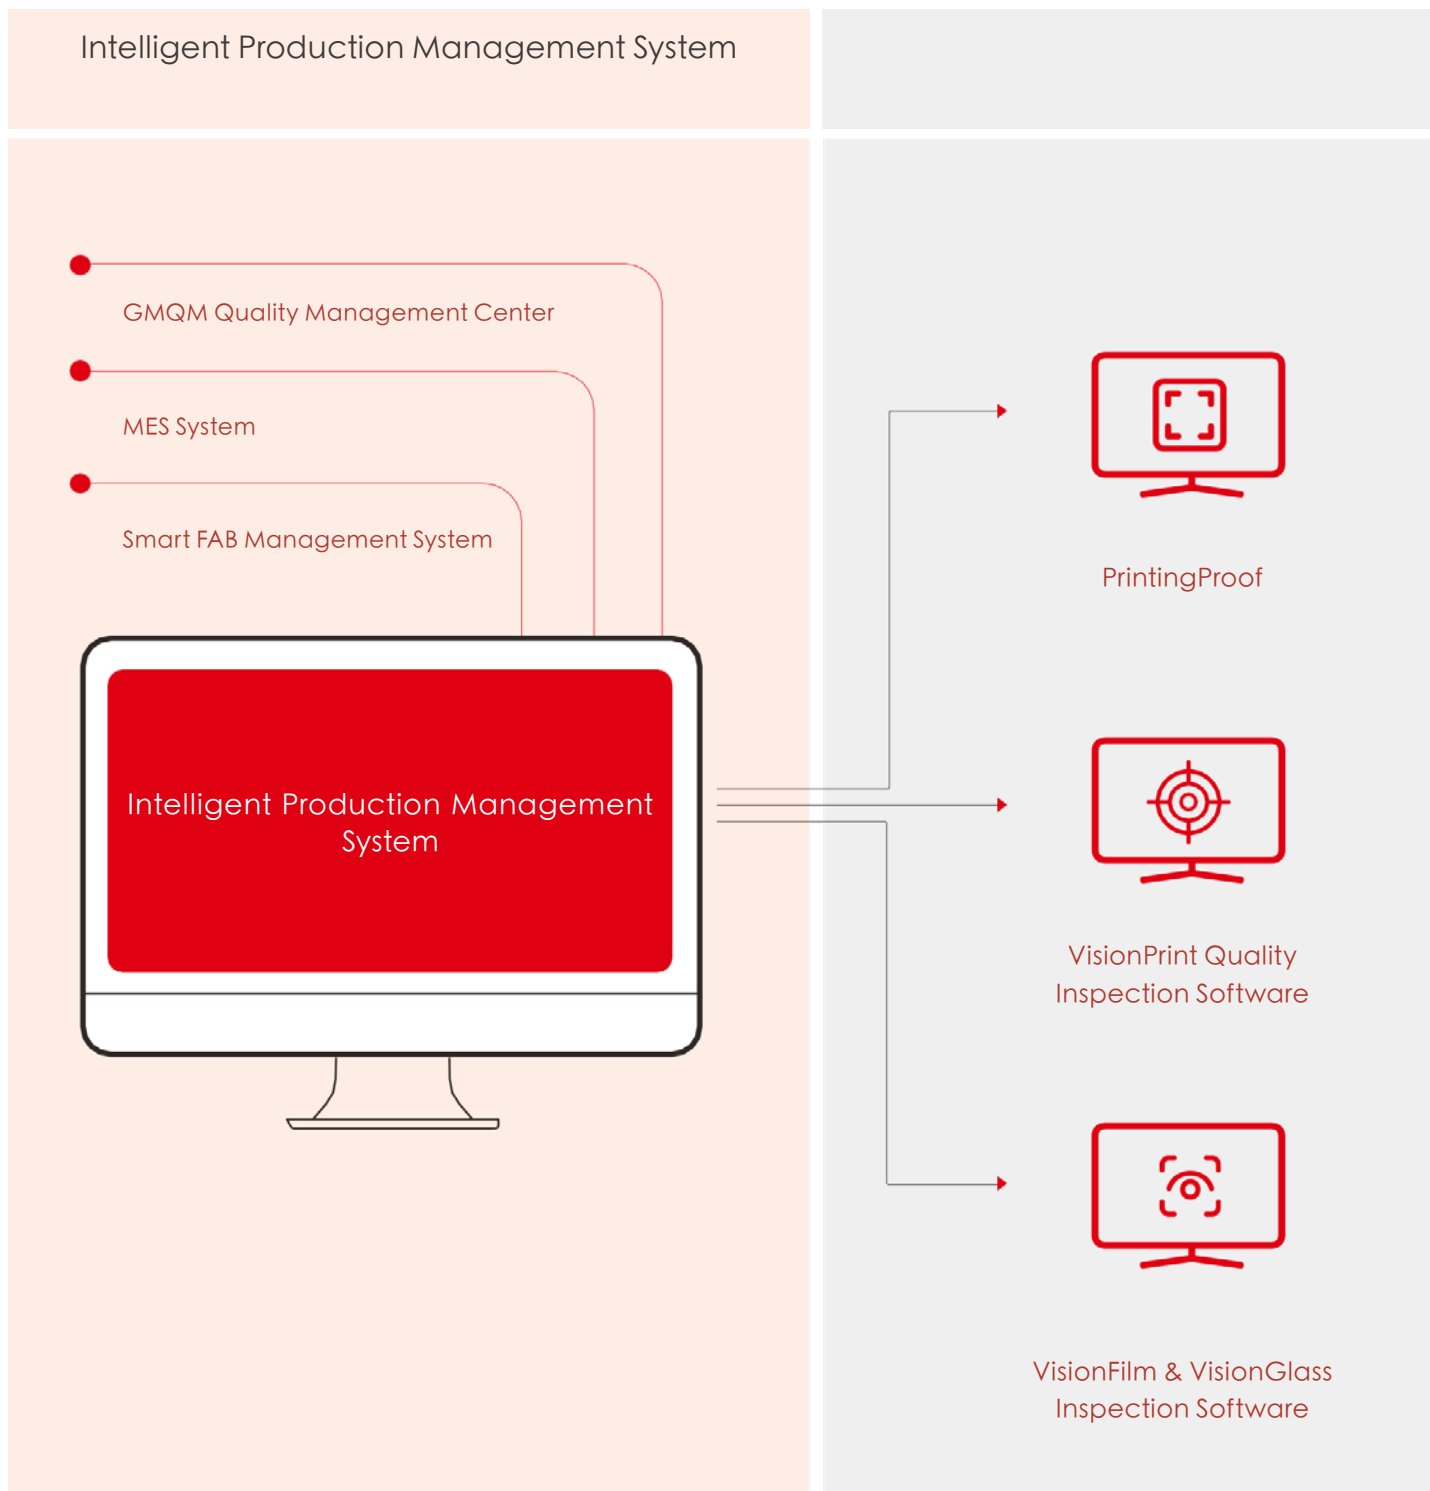 Intelligent Production Management System
GMQM Quality Management Center
MES System
Smart FAB Management System
Intelligent Production Management
System
PrintingProof
VisionPrint Quality
Inspection Software
VisionFilm & VisionGlass
Inspection Software